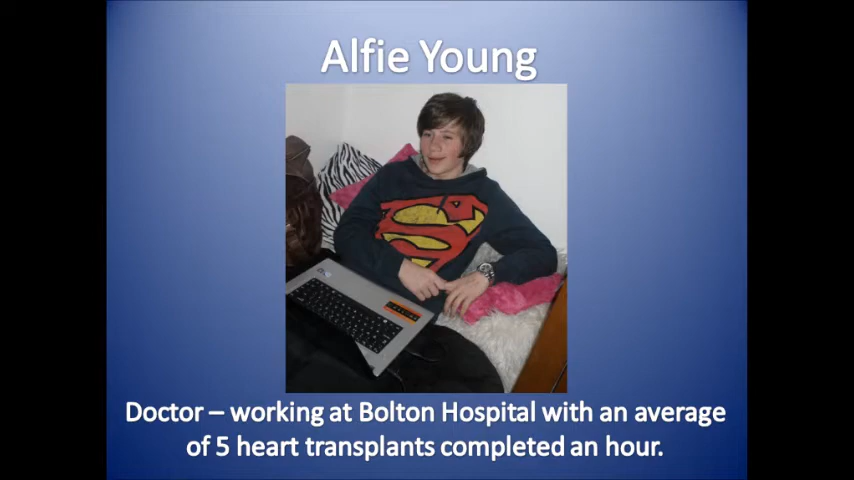 Alfie Young
Doctor – working at Bolton Hospital with an average
of 5 heart transplants completed an hour.